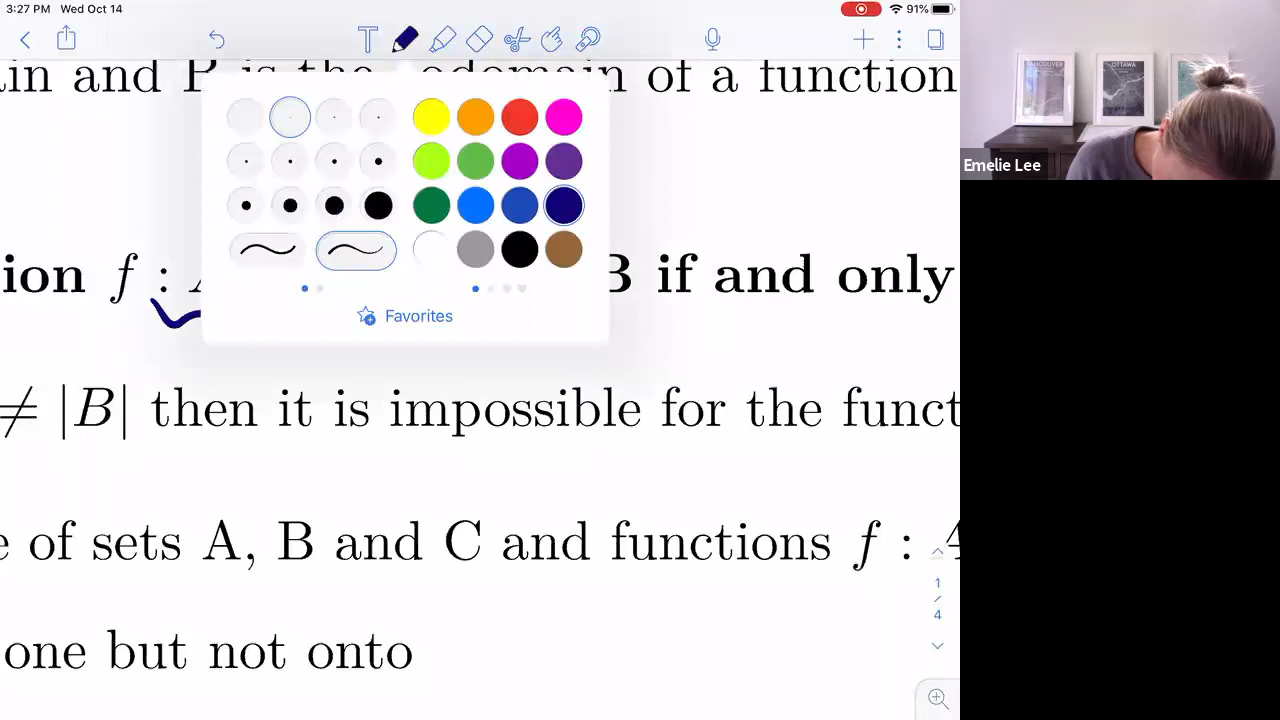 3:27 PM Wed Oct 14
91%
ain and B is the codomain of a function
ion f : A B if and only
≠ |B| then it is impossible for the funct
e of sets A, B and C and functions f : A
one but not onto
Favorites
1
/
4
Emelie Lee
VANCOUVER
OTTAWA